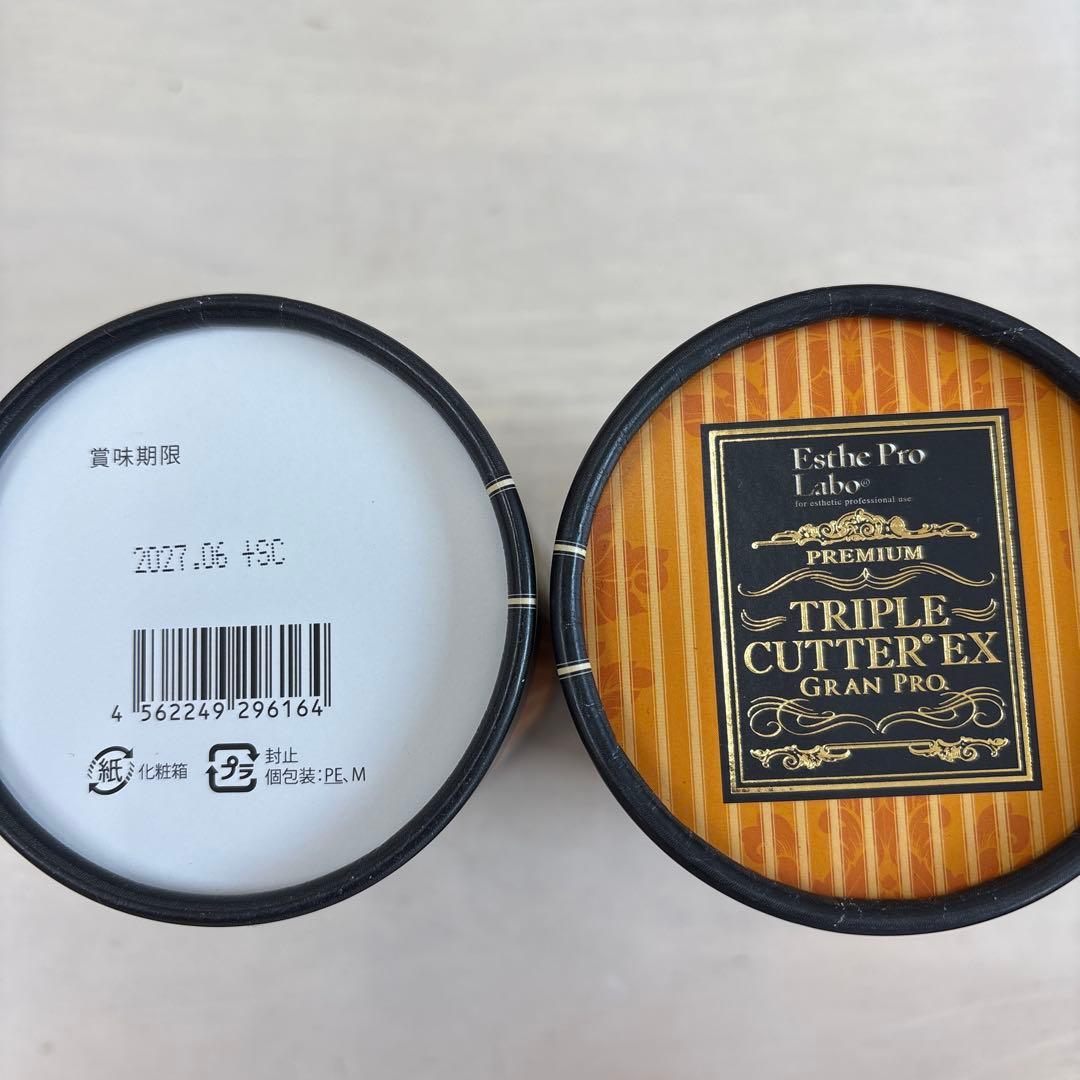 賞味期限
2027.06 +SC
4 562249 296164
紙 化粧箱
プラ 封止
個包装:PE、M
Esthe Pro
Labo®
for esthetic professional use
PREMIUM
TRIPLE
CUTTER® EX
GRAN PRO